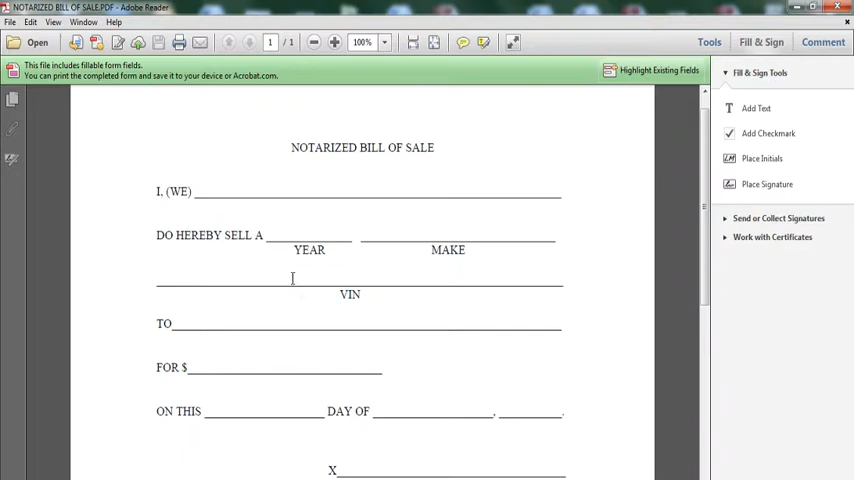 NOTARIZED BILL OF SALE.PDF - Adobe Reader
File Edit View Window Help
Open 1 / 1 100% Tools Fill & Sign Comment
This file includes fillable form fields.
You can print the completed form and save it to your device or Acrobat.com.
Highlight Existing Fields
Fill & Sign Tools
Add Text
Add Checkmark
Place Initials
Place Signature
Send or Collect Signatures
Work with Certificates
NOTARIZED BILL OF SALE
I, (WE)
DO HEREBY SELL A
YEAR MAKE
VIN
TO
FOR $
ON THIS DAY OF , .
X